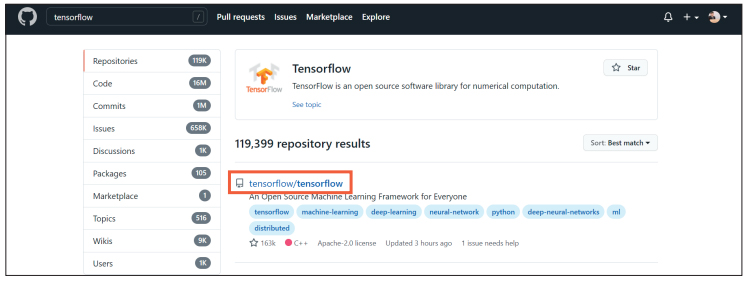 tensorflow / Pull requests Issues Marketplace Explore
Repositories 119K
Code 16M
Commits 1M
Issues 658K
Discussions 1K
Packages 105
Marketplace 1
Topics 516
Wikis 9K
Users 1K
TensorFlow
Tensorflow
Star
TensorFlow is an open source software library for numerical computation.
See topic
119,399 repository results
Sort: Best match
tensorflow/tensorflow
An Open Source Machine Learning Framework for Everyone
tensorflow machine-learning deep-learning neural-network python deep-neural-networks ml
distributed
163k C++ Apache-2.0 license Updated 3 hours ago 1 issue needs help